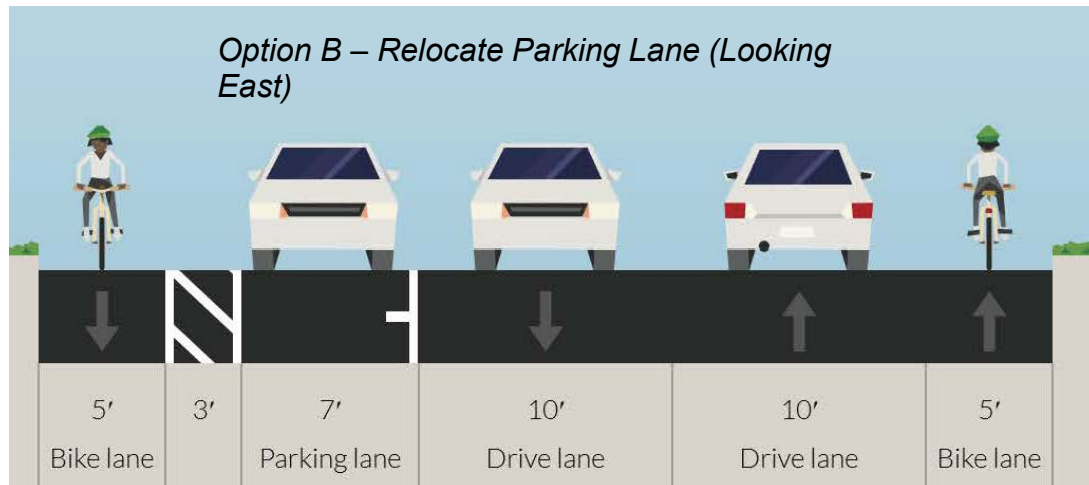 Option B – Relocate Parking Lane (Looking
East)
5′ 3′ 7′ 10′ 10′ 5′
Bike lane Parking lane Drive lane Drive lane Bike lane